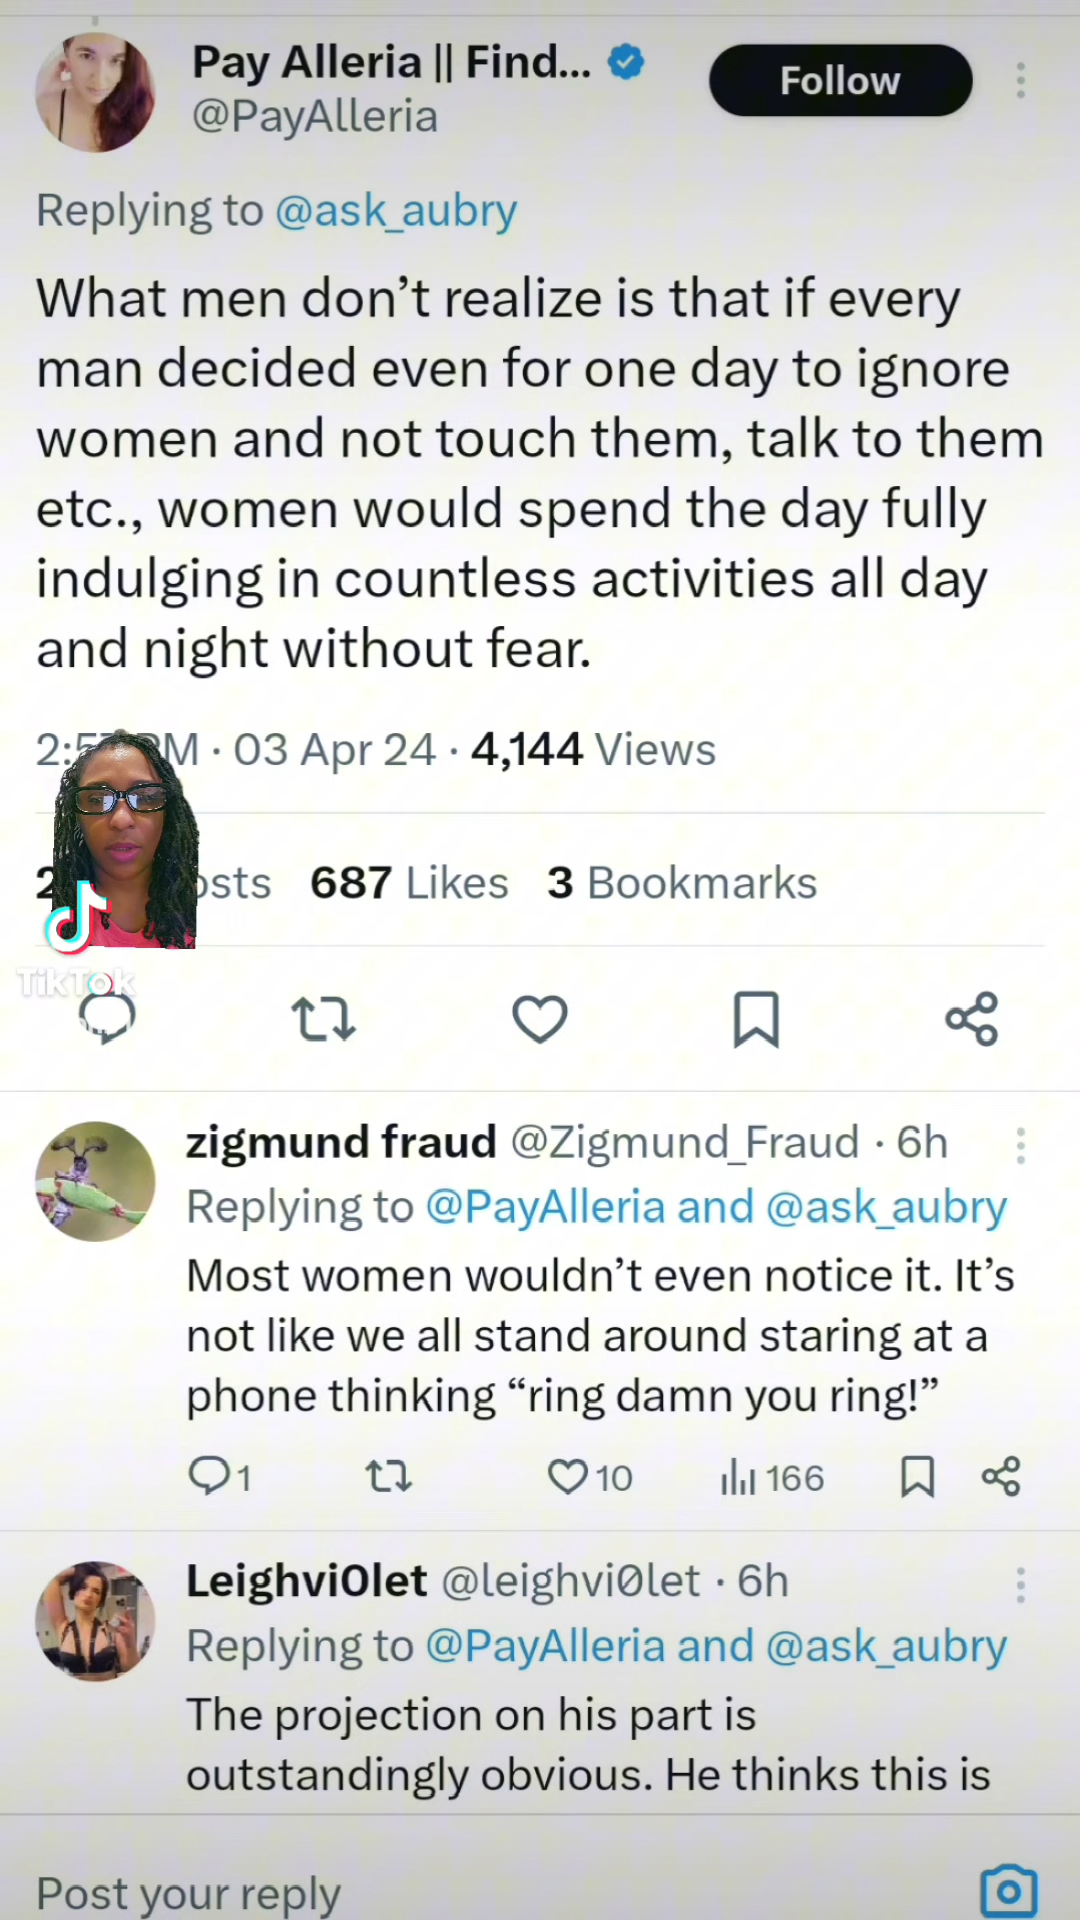 Pay Alleria || Find...
@PayAlleria
Follow
Replying to @ask_aubry
What men don’t realize is that if every
man decided even for one day to ignore
women and not touch them, talk to them
etc., women would spend the day fully
indulging in countless activities all day
and night without fear.
PM · 03 Apr 24 · 4,144 Views
687 Likes 3 Bookmarks
TikTok
zigmund fraud @Zigmund_Fraud · 6h
Replying to @PayAlleria and @ask_aubry
Most women wouldn’t even notice it. It’s
not like we all stand around staring at a
phone thinking “ring damn you ring!”
1 10 166
Leighvi0let @leighvi0let · 6h
Replying to @PayAlleria and @ask_aubry
The projection on his part is
outstandingly obvious. He thinks this is
Post your reply